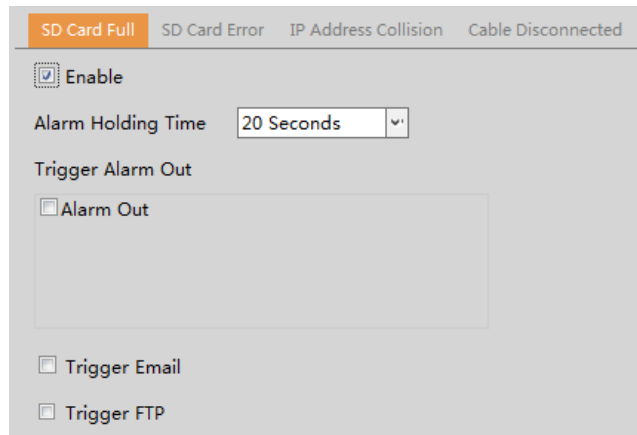 SD Card Full SD Card Error IP Address Collision Cable Disconnected
Enable
Alarm Holding Time 20 Seconds
Trigger Alarm Out
Alarm Out
Trigger Email
Trigger FTP